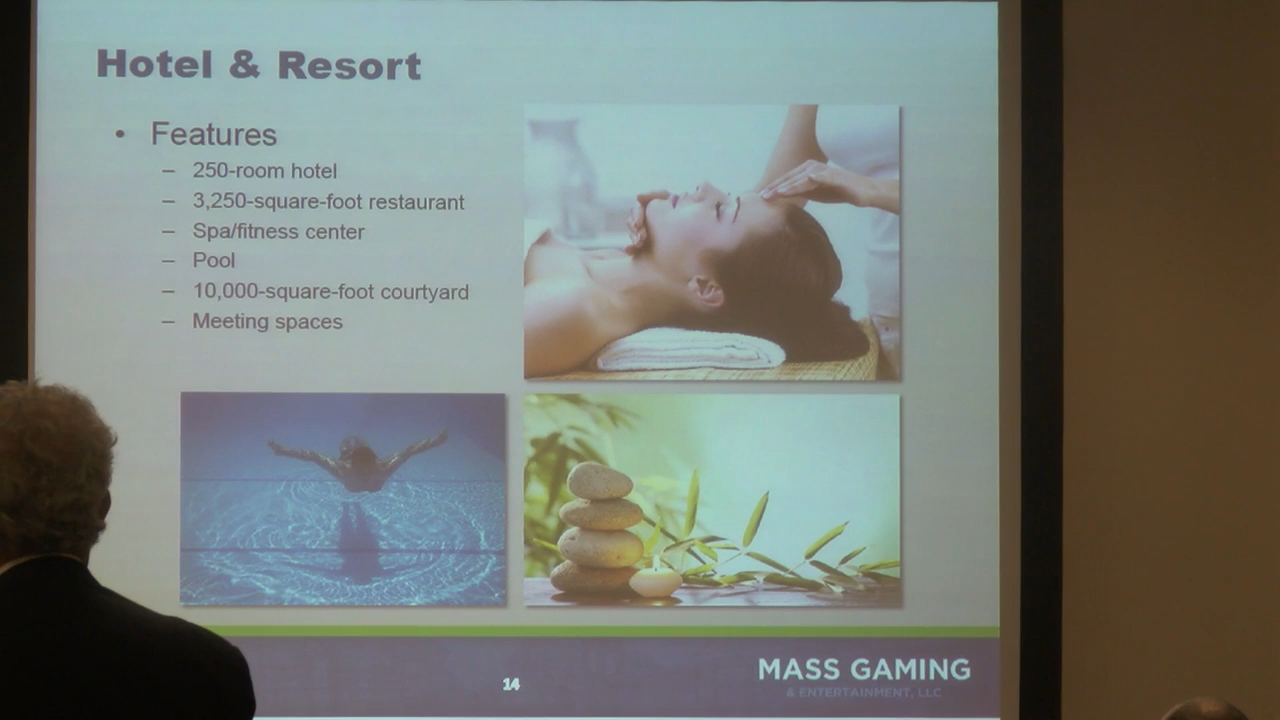 Hotel & Resort
• Features
– 250-room hotel
– 3,250-square-foot restaurant
– Spa/fitness center
– Pool
– 10,000-square-foot courtyard
– Meeting spaces
14
MASS GAMING
& ENTERTAINMENT, LLC